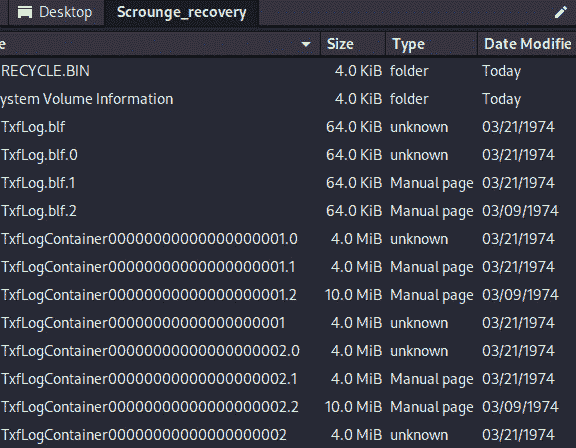 Desktop Scrounge_recovery
e Size Type Date Modifie
RECYCLE.BIN 4.0 KiB folder Today
ystem Volume Information 4.0 KiB folder Today
TxfLog.blf 64.0 KiB unknown 03/21/1974
TxfLog.blf.0 64.0 KiB unknown 03/21/1974
TxfLog.blf.1 64.0 KiB Manual page 03/21/1974
TxfLog.blf.2 64.0 KiB Manual page 03/09/1974
TxfLogContainer00000000000000000001.0 4.0 MiB unknown 03/21/1974
TxfLogContainer00000000000000000001.1 4.0 MiB Manual page 03/21/1974
TxfLogContainer00000000000000000001.2 10.0 MiB Manual page 03/09/1974
TxfLogContainer00000000000000000001 4.0 MiB unknown 03/21/1974
TxfLogContainer00000000000000000002.0 4.0 MiB unknown 03/21/1974
TxfLogContainer00000000000000000002.1 4.0 MiB Manual page 03/21/1974
TxfLogContainer00000000000000000002.2 10.0 MiB Manual page 03/09/1974
TxfLogContainer00000000000000000002 4.0 MiB unknown 03/21/1974